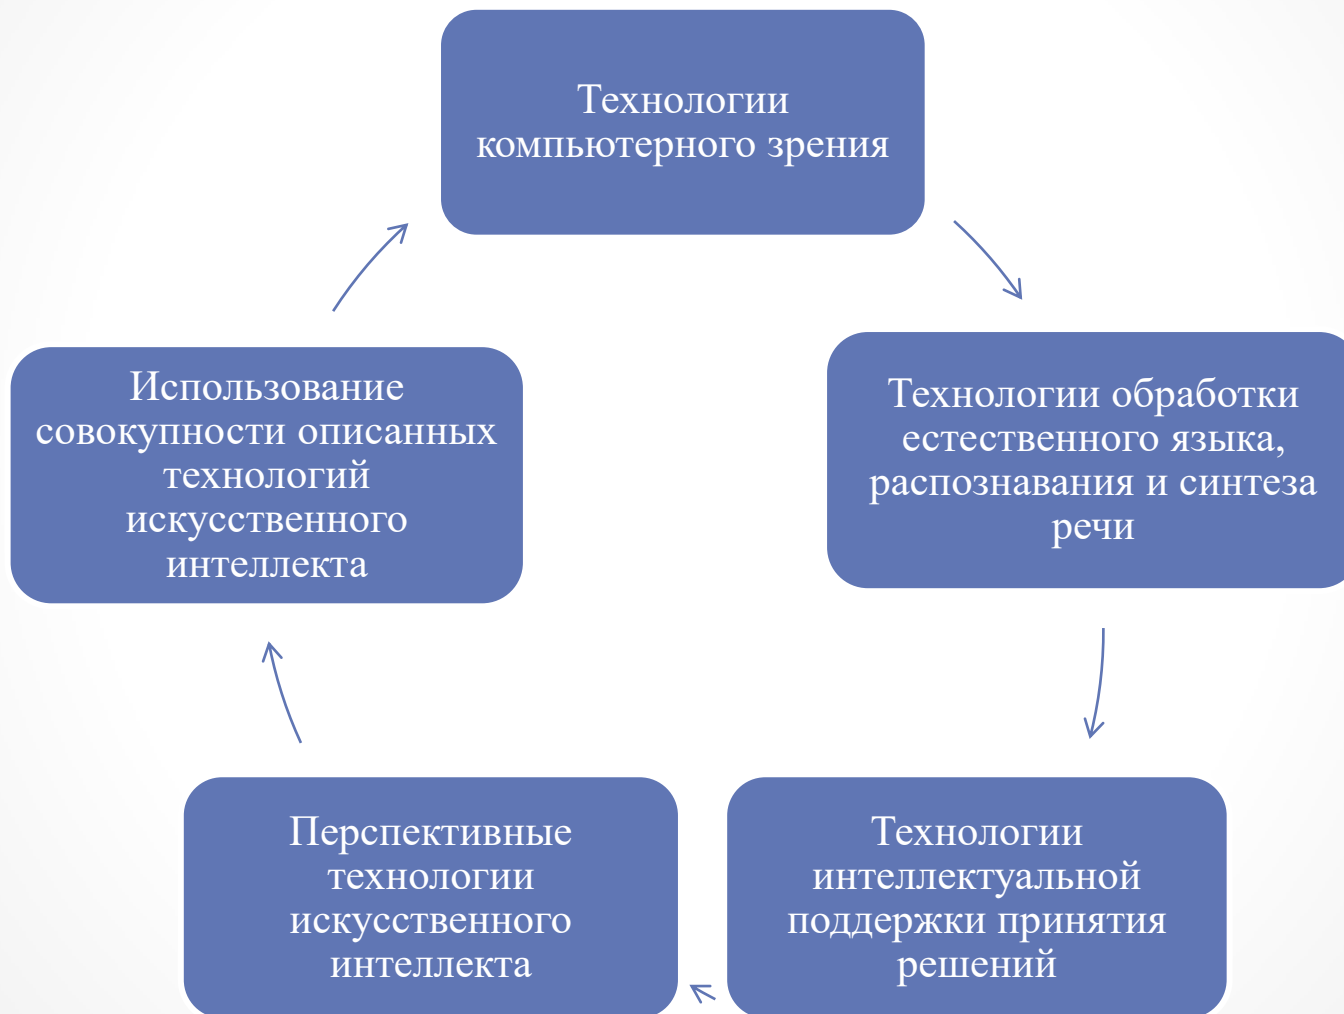 Технологии
компьютерного зрения
Технологии обработки
естественного языка,
распознавания и синтеза
речи
Технологии
интеллектуальной
поддержки принятия
решений
Перспективные
технологии
искусственного
интеллекта
Использование
совокупности описанных
технологий
искусственного
интеллекта